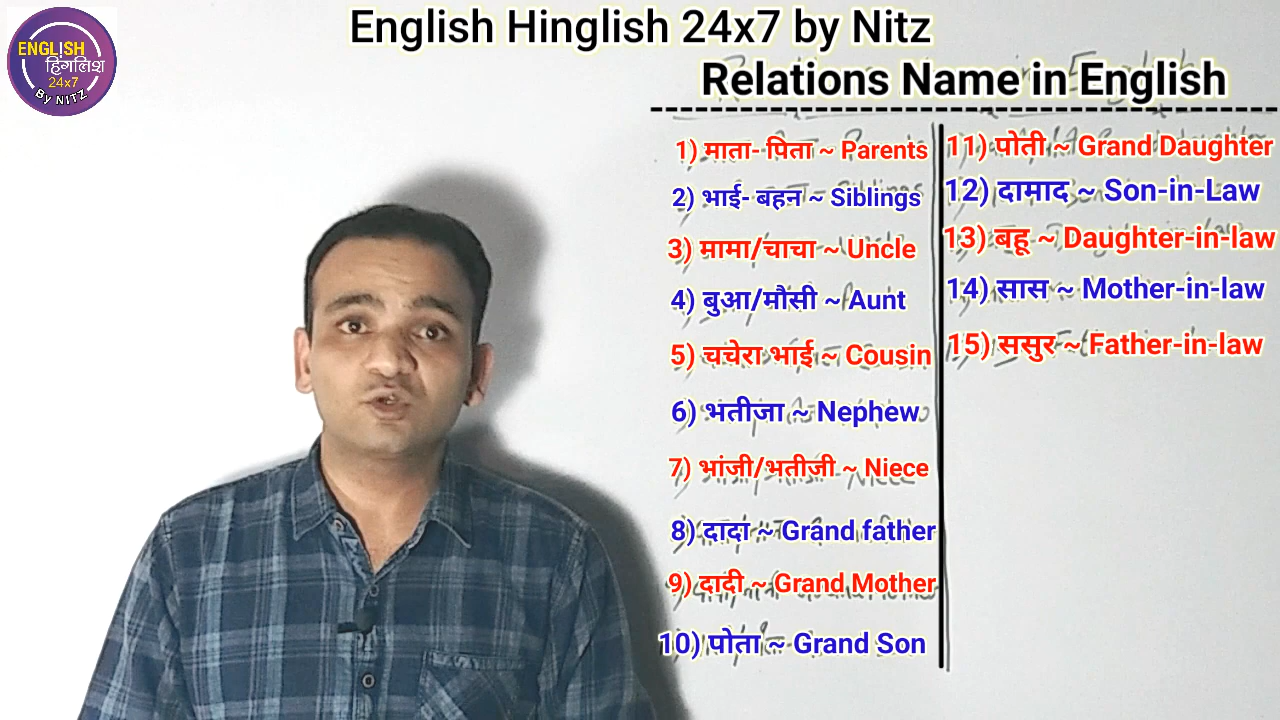 ENGLISH
हिंगलिश
24x7
By NITZ
English Hinglish 24x7 by Nitz
Relations Name in English
1) माता- पिता ~ Parents
2) भाई- बहन ~ Siblings
3) मामा/चाचा ~ Uncle
4) बुआ/मौसी ~ Aunt
5) चचेरा भाई ~ Cousin
6) भतीजा ~ Nephew
7) भांजी/भतीजी ~ Niece
8) दादा ~ Grand father
9) दादी ~ Grand Mother
10) पोता ~ Grand Son
11) पोती ~ Grand Daughter
12) दामाद ~ Son-in-Law
13) बहू ~ Daughter-in-law
14) सास ~ Mother-in-law
15) ससुर ~ Father-in-law